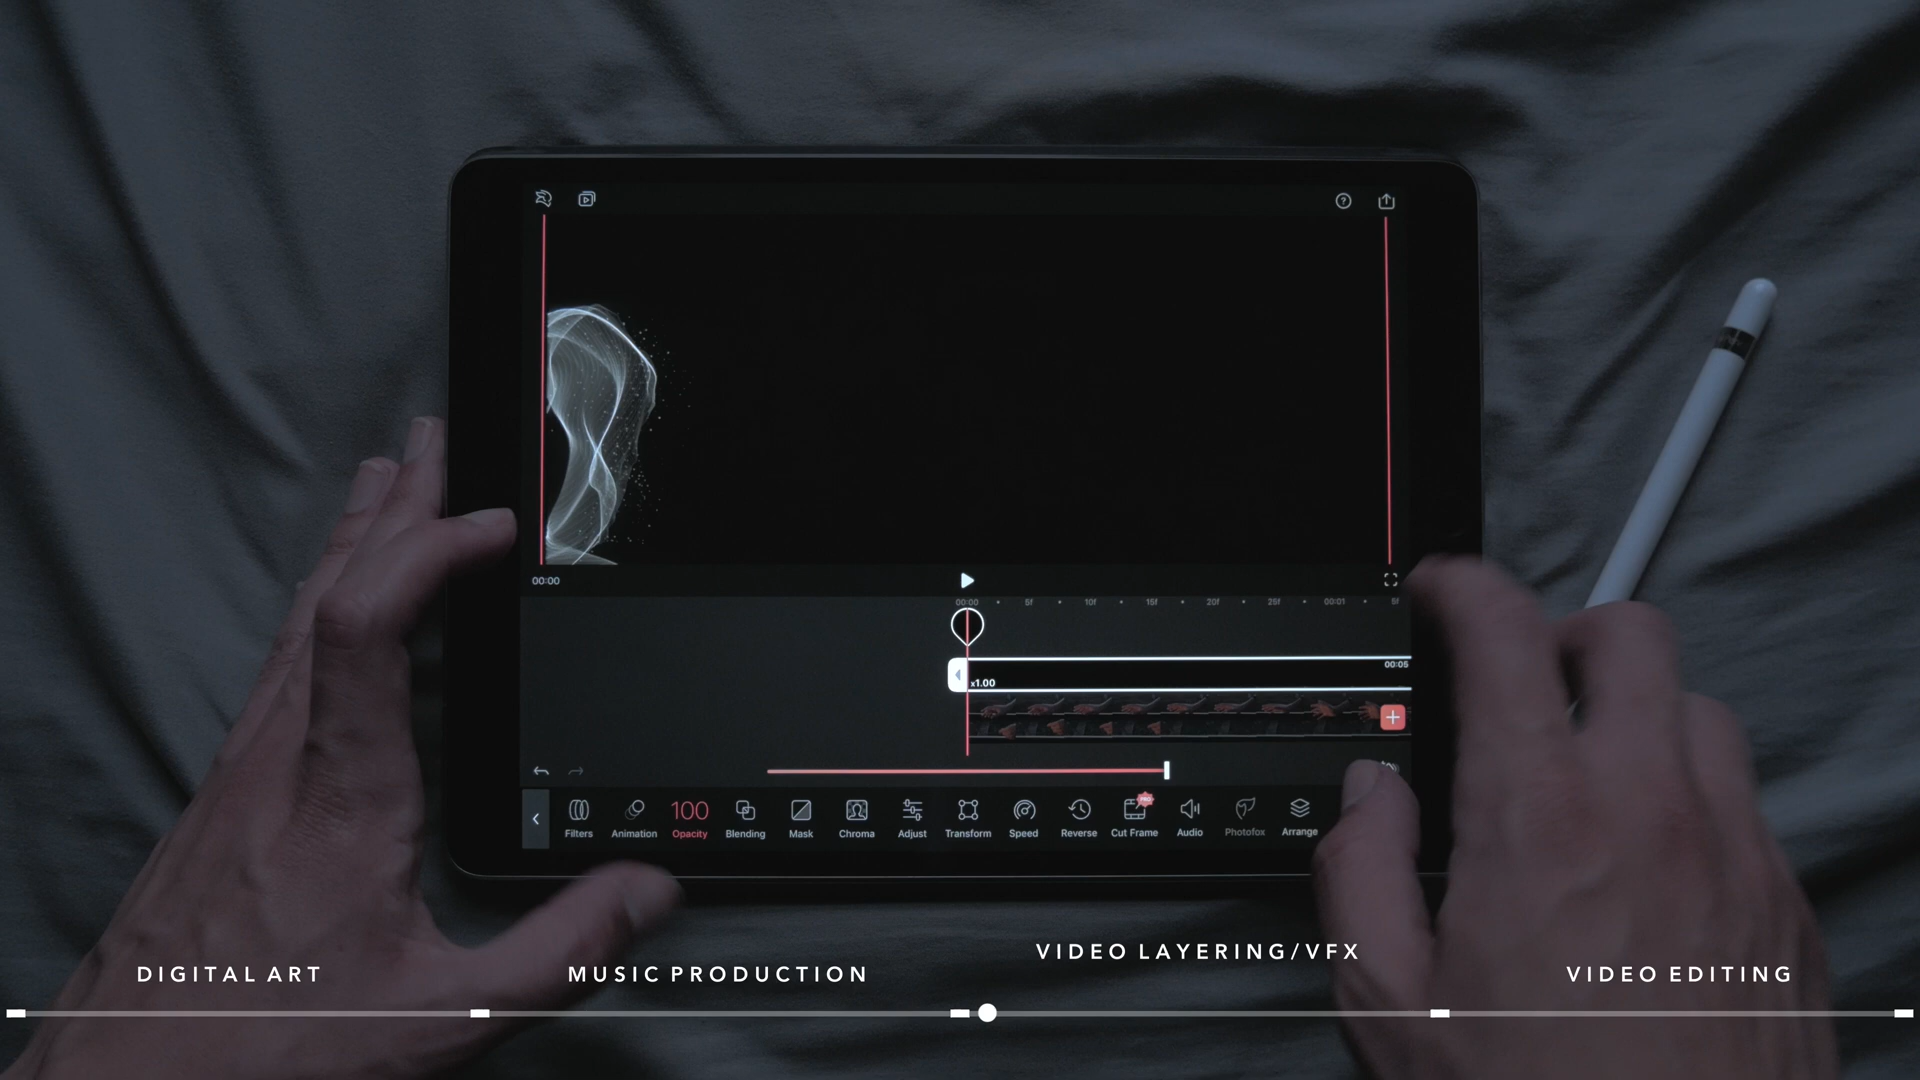 00:00
00:00 5f 10f 15f 20f 25f 00:01 5f
00:05
x1.00
PRO
100
Filters Animation Opacity Blending Mask Chroma Adjust Transform Speed Reverse Cut Frame Audio Photofox Arrange
VIDEO LAYERING/VFX
DIGITAL ART MUSIC PRODUCTION VIDEO EDITING